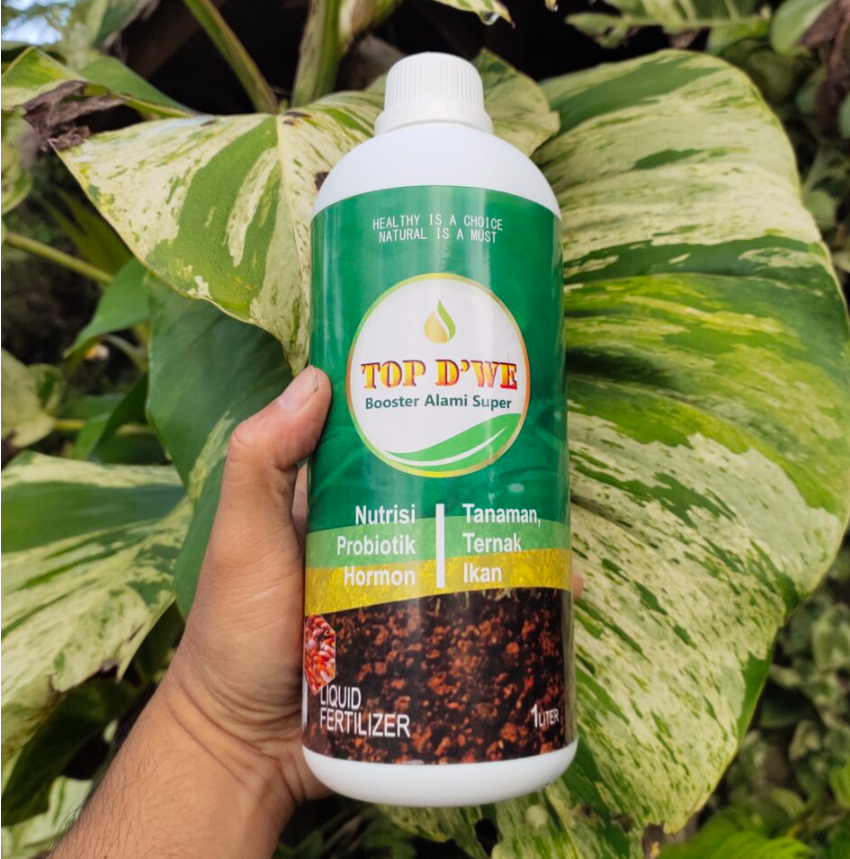 HEALTHY IS A CHOICE
NATURAL IS A MUST
TOP D'WE
Booster Alami Super
Nutrisi
Probiotik
Hormon
Tanaman,
Ternak
Ikan
LIQUID
FERTILIZER
1LITER